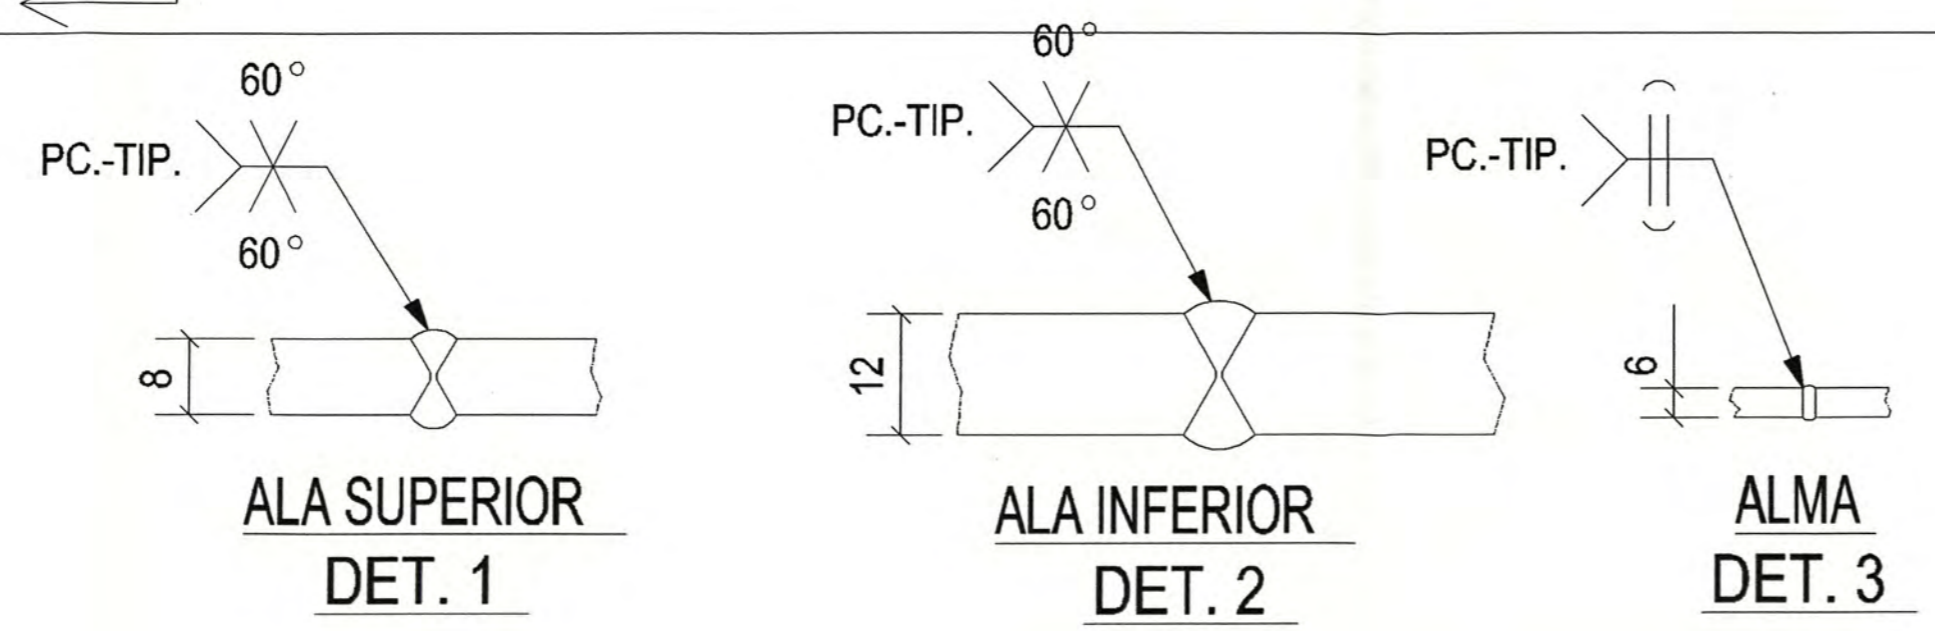 60°
PC.-TIP.
60°
8
ALA SUPERIOR
DET. 1
60°
PC.-TIP.
60°
12
ALA INFERIOR
DET. 2
PC.-TIP.
6
ALMA
DET. 3